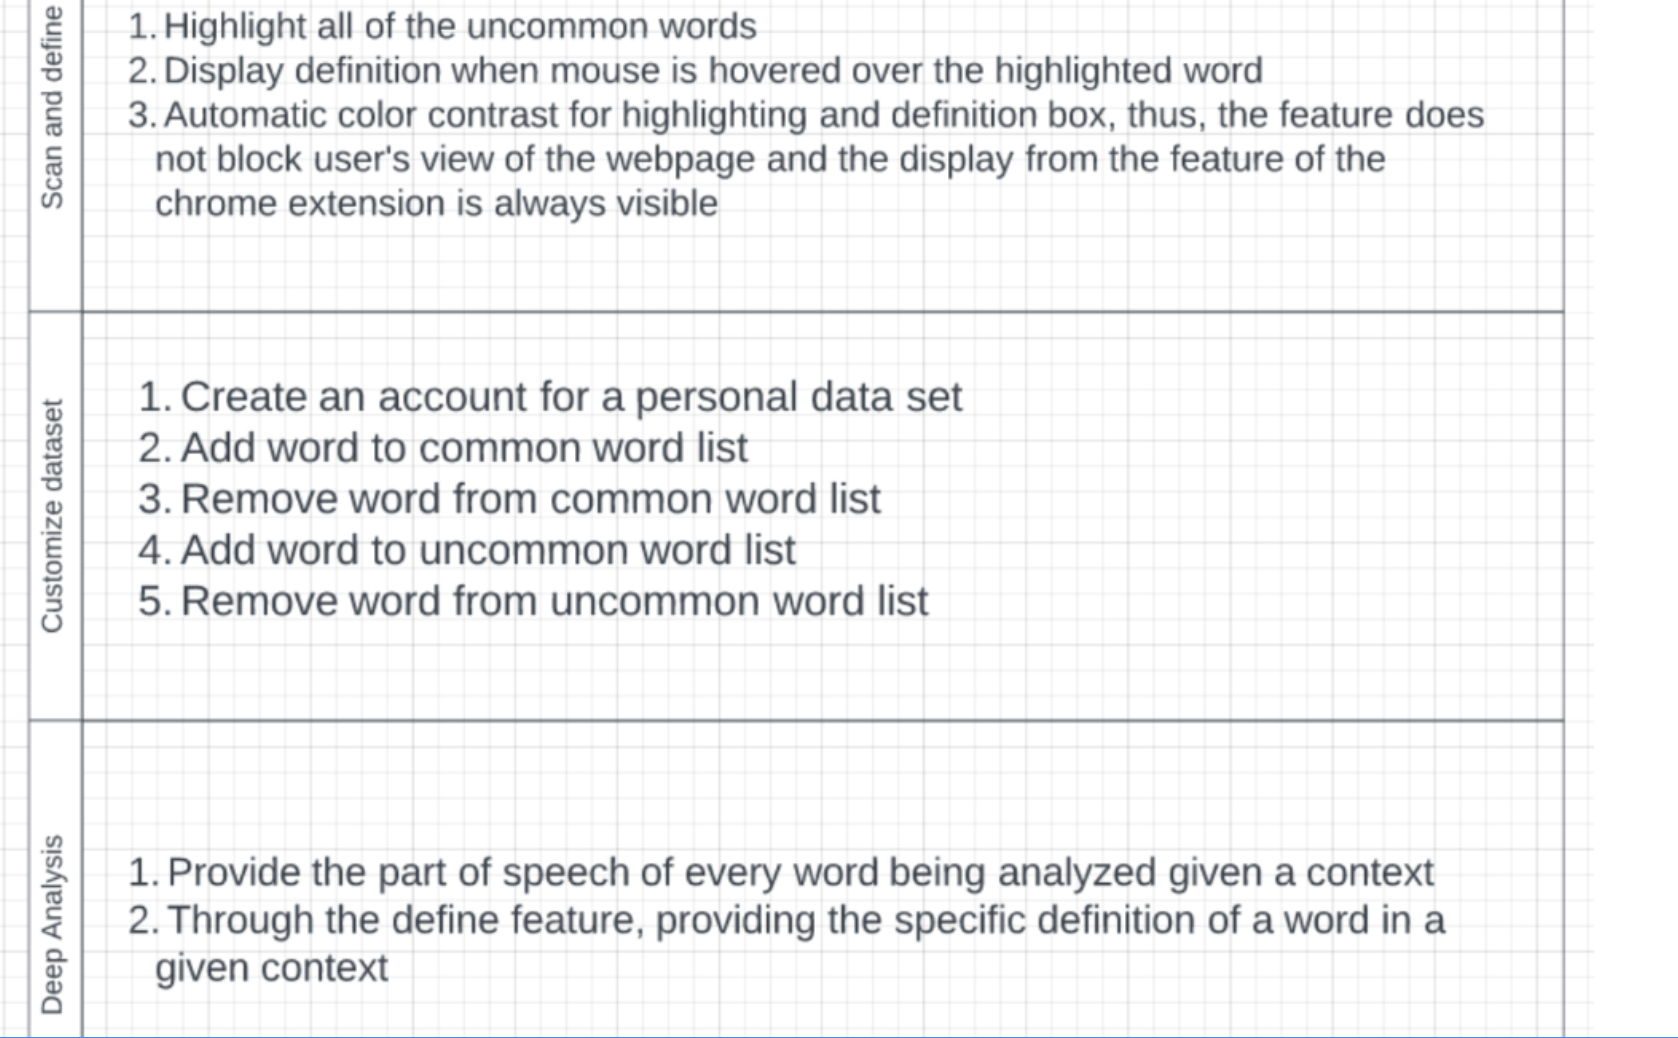 Scan and define
1. Highlight all of the uncommon words
2. Display definition when mouse is hovered over the highlighted word
3. Automatic color contrast for highlighting and definition box, thus, the feature does
not block user's view of the webpage and the display from the feature of the
chrome extension is always visible
Customize dataset
1. Create an account for a personal data set
2. Add word to common word list
3. Remove word from common word list
4. Add word to uncommon word list
5. Remove word from uncommon word list
Deep Analysis
1. Provide the part of speech of every word being analyzed given a context
2. Through the define feature, providing the specific definition of a word in a
given context